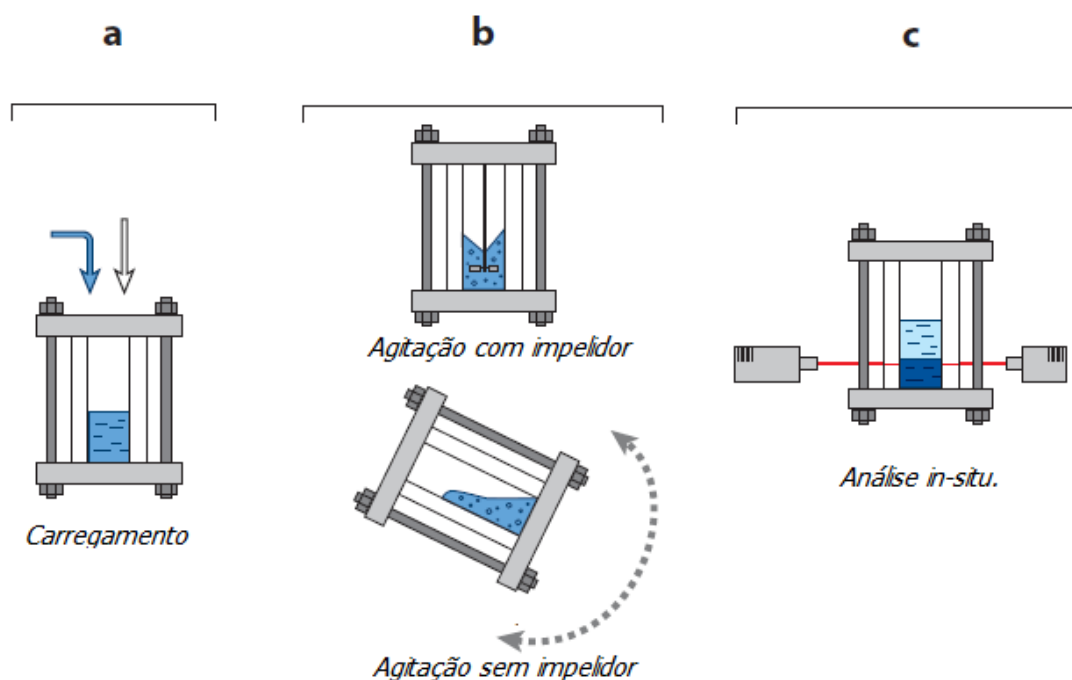 a
b
c
Carregamento
Agitação com impelidor
Agitação sem impelidor
Análise in-situ.